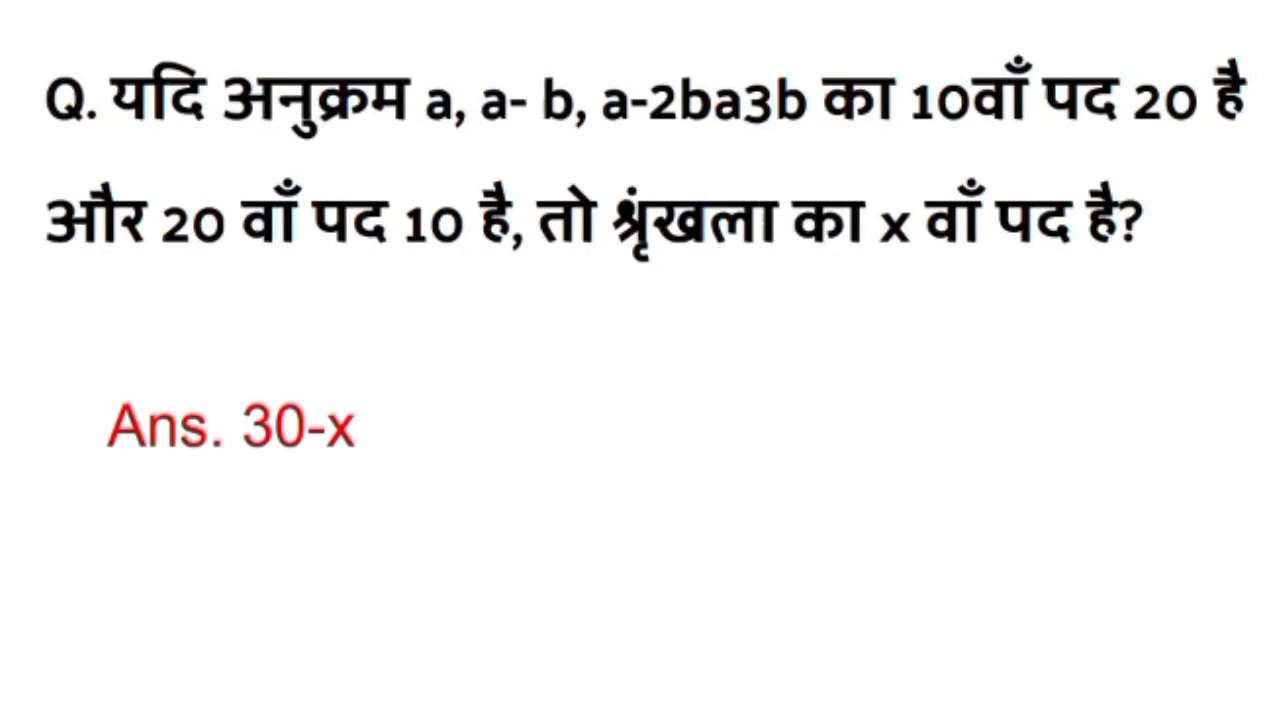 Q. यदि अनुक्रम a, a- b, a-2ba3b का 10वाँ पद 20 है
और 20 वाँ पद 10 है, तो श्रृंखला का x वाँ पद है?
Ans. 30-x